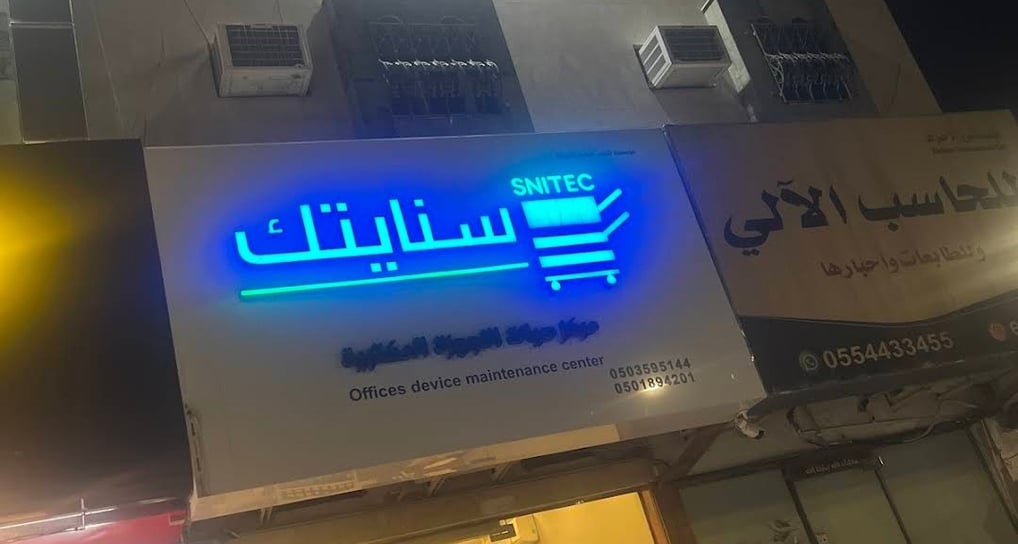 SNITEC
سنايتك
مركز صيانة الأجهزة المكتبية
Offices device maintenance center
0503595144
0501894201
للحاسب الآلي
وللطابعات واحبارها
0554433455